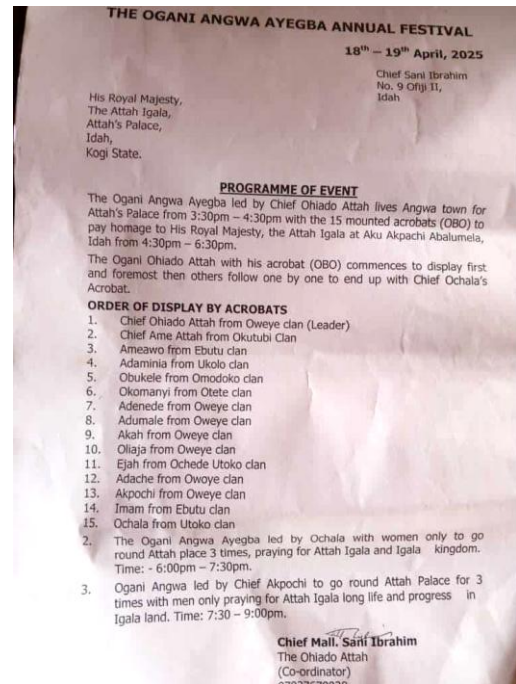 THE OGANI ANGWA AYEGBA ANNUAL FESTIVAL
18th – 19th April, 2025
Chief Sani Ibrahim
No. 9 Ofiji II,
Idah
His Royal Majesty,
The Attah Igala,
Attah's Palace,
Idah,
Kogi State.
PROGRAMME OF EVENT
The Ogani Angwa Ayegba led by Chief Ohiado Attah lives Angwa town for
Attah's Palace from 3:30pm – 4:30pm with the 15 mounted acrobats (OBO) to
pay homage to His Royal Majesty, the Attah Igala at Aku Akpachi Abalumela,
Idah from 4:30pm – 6:30pm.
The Ogani Ohiado Attah with his acrobat (OBO) commences to display first
and foremost then others follow one by one to end up with Chief Ochala's
Acrobat.
ORDER OF DISPLAY BY ACROBATS
1. Chief Ohiado Attah from Oweye clan (Leader)
2. Chief Ame Attah from Okutubi Clan
3. Ameawo from Ebutu clan
4. Adaminia from Ukolo clan
5. Obukele from Omodoko clan
6. Okomanyi from Otete clan
7. Adenede from Oweye clan
8. Adumale from Oweye clan
9. Akah from Oweye clan
10. Oliaja from Oweye clan
11. Ejah from Ochede Utoko clan
12. Adache from Owoye clan
13. Akpochi from Oweye clan
14. Imam from Ebutu clan
15. Ochala from Utoko clan
2. The Ogani Angwa Ayegba led by Ochala with women only to go
round Attah place 3 times, praying for Attah Igala and Igala kingdom.
Time: - 6:00pm – 7:30pm.
3. Ogani Angwa led by Chief Akpochi to go round Attah Palace for 3
times with men only praying for Attah Igala long life and progress in
Igala land. Time: 7:30 – 9:00pm.
Chief Mall. Sani Ibrahim
The Ohiado Attah
(Co-ordinator)